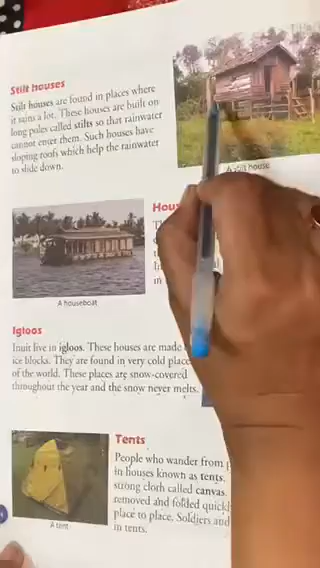 Stilt houses
Stilt houses are found in places where
it rains a lot. These houses are built on
long poles called stilts so that rainwater
cannot enter them. Such houses have
sloping roofs which help the rainwater
to slide down.
A stilt house
Hous
Th
in
A houseboat
Igloos
Inuit live in igloos. These houses are made
ice blocks. They are found in very cold place
of the world. These places are snow-covered
throughout the year and the snow never melts.
Tents
People who wander from p
in houses known as tents.
strong cloth called canvas.
removed and folded quickl
place to place. Soldiers and
in tents.
A tent